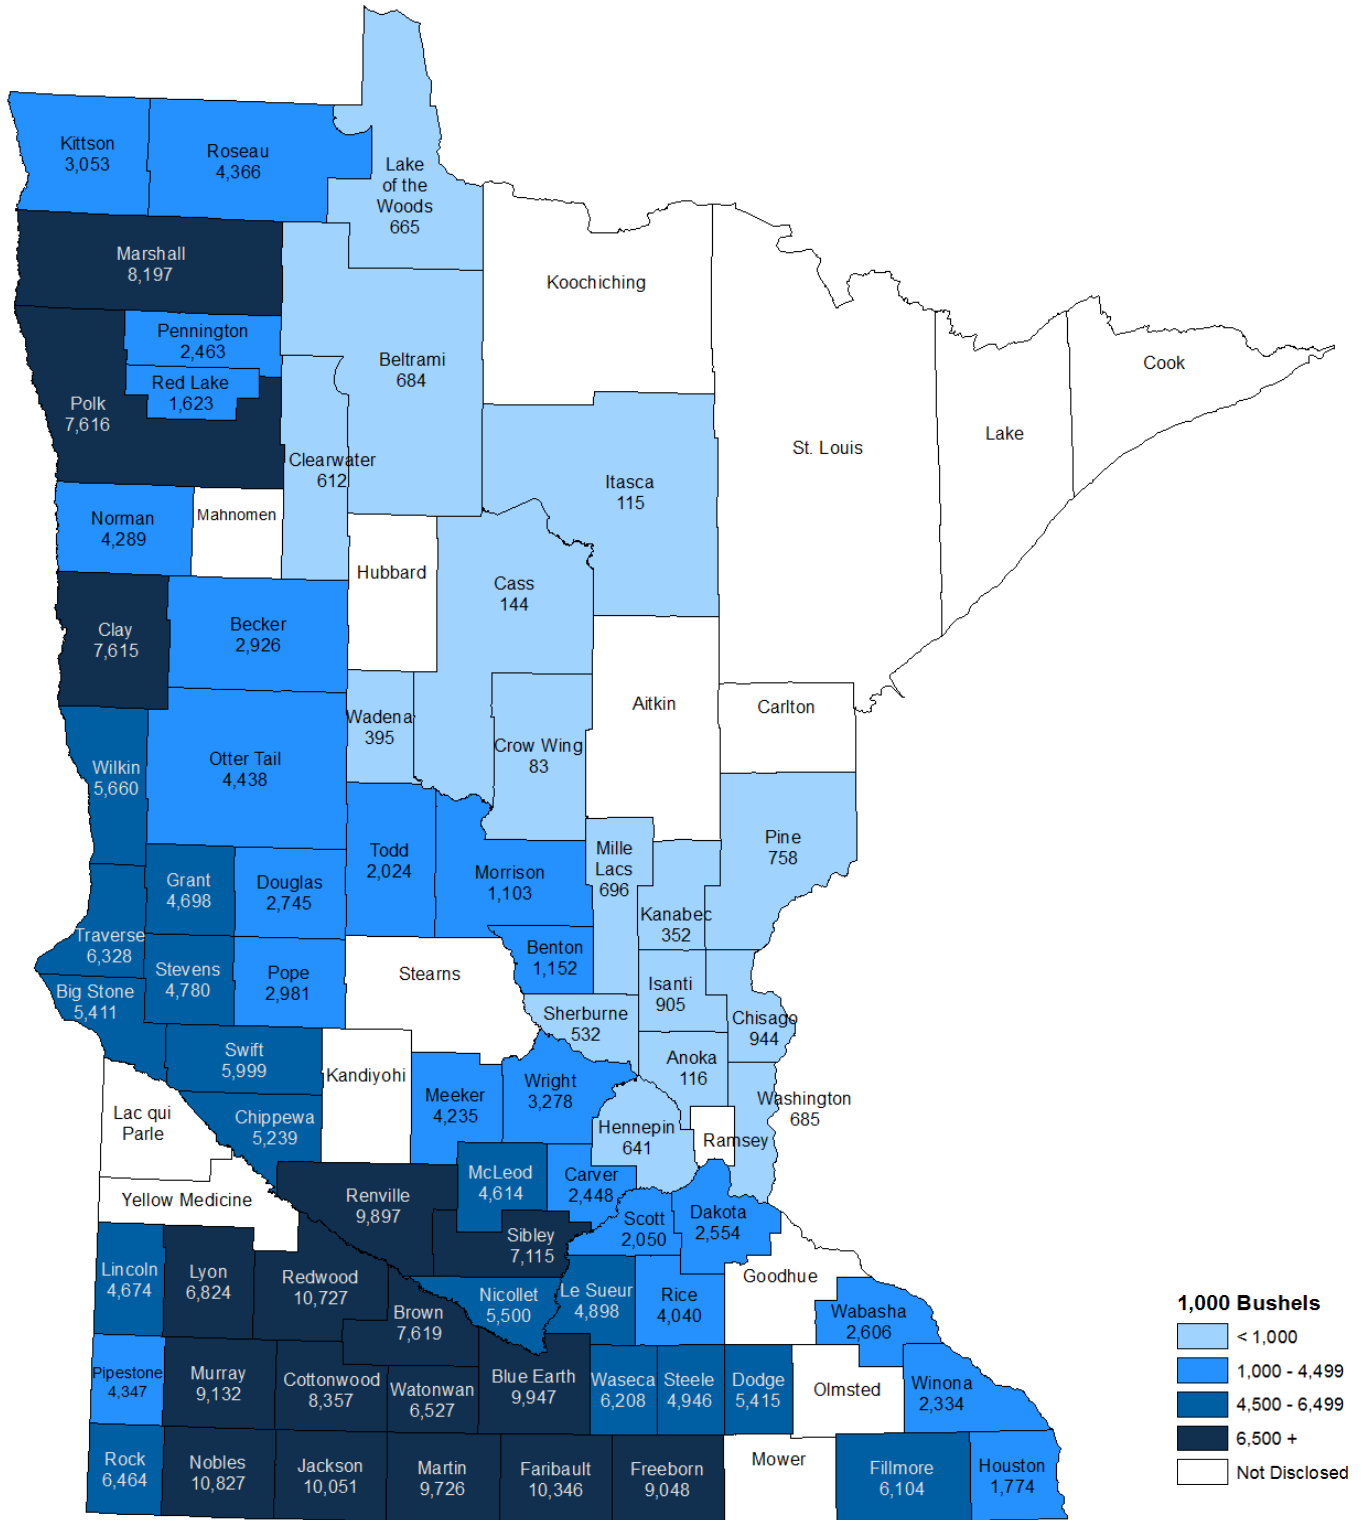 Kittson
3,053
Roseau
4,366
Lake
of the
Woods
665
Marshall
8,197
Koochiching
Pennington
2,463
Beltrami
684
Cook
Red Lake
1,623
Polk
7,616
Lake
St. Louis
Clearwater
612
Itasca
115
Norman
4,289
Mahnomen
Hubbard
Cass
144
Clay
7,615
Becker
2,926
Aitkin
Carlton
Wadena
395
Crow Wing
83
Otter Tail
4,438
Wilkin
5,660
Pine
758
Todd
2,024
Mille
Lacs
696
Morrison
1,103
Grant
4,698
Douglas
2,745
Kanabec
352
Traverse
6,328
Benton
1,152
Stevens
4,780
Pope
2,981
Stearns
Isanti
905
Big Stone
5,411
Sherburne
532
Chisago
944
Swift
5,999
Anoka
116
Kandiyohi
Wright
3,278
Meeker
4,235
Washington
685
Lac qui
Parle
Chippewa
5,239
Hennepin
641
Ramsey
McLeod
4,614
Carver
2,448
Yellow Medicine
Renville
9,897
Scott
2,050
Dakota
2,554
Sibley
7,115
Lincoln
4,674
Lyon
6,824
Redwood
10,727
Goodhue
Nicollet
5,500
Le Sueur
4,898
Rice
4,040
Brown
7,619
Wabasha
2,606
Pipestone
4,347
Murray
9,132
Cottonwood
8,357
Watonwan
6,527
Blue Earth
9,947
Waseca
6,208
Steele
4,946
Dodge
5,415
Olmsted
Winona
2,334
Rock
6,464
Nobles
10,827
Jackson
10,051
Martin
9,726
Faribault
10,346
Freeborn
9,048
Mower
Fillmore
6,104
Houston
1,774
1,000 Bushels
< 1,000
1,000 - 4,499
4,500 - 6,499
6,500 +
Not Disclosed